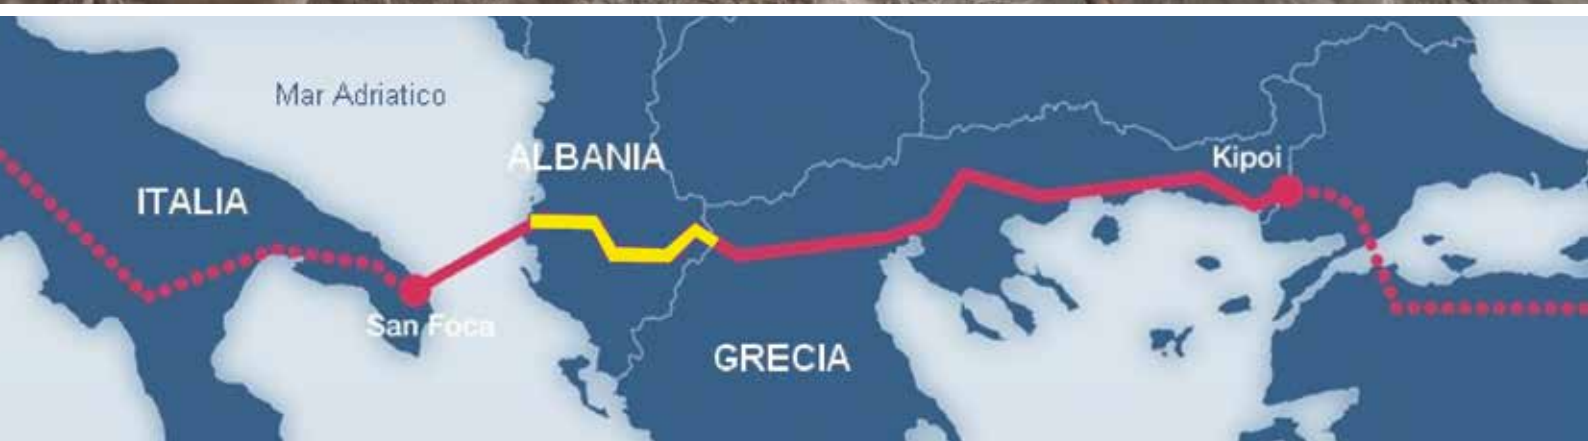 Mar Adriatico
ALBANIA
Kipoi
ITALIA
San Foca
GRECIA